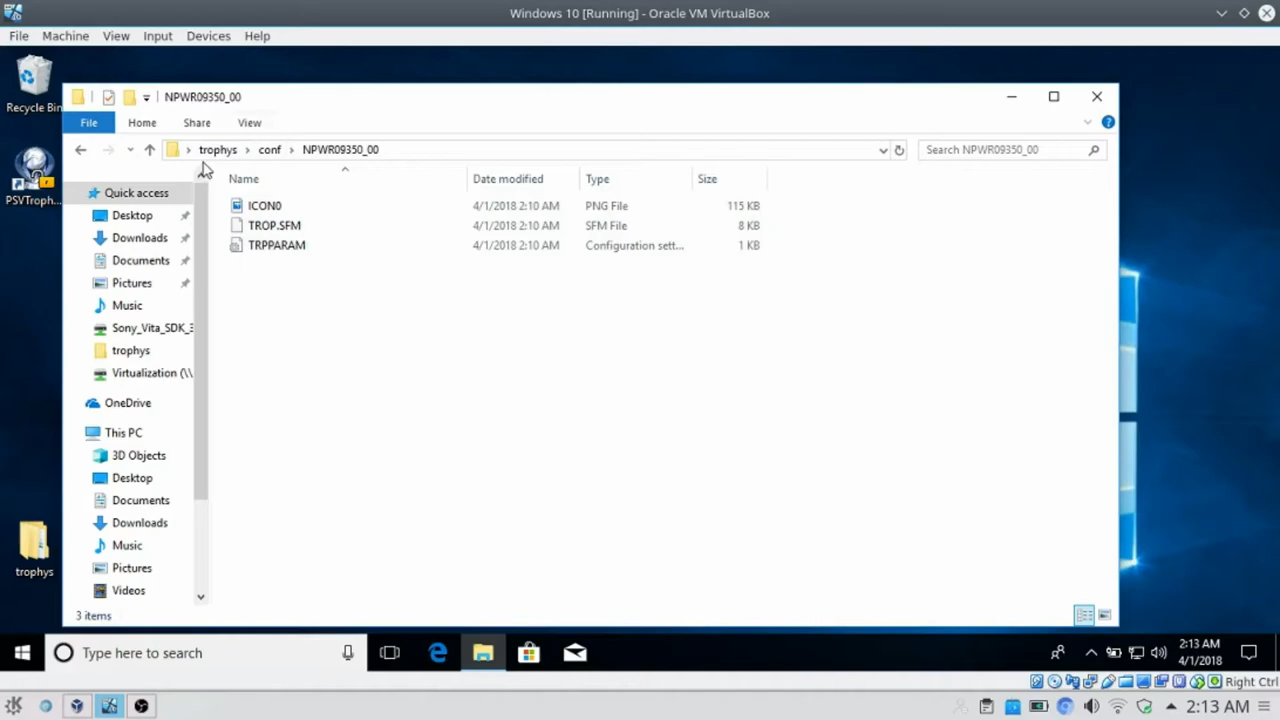 Windows 10 [Running] - Oracle VM VirtualBox
File Machine View Input Devices Help
Recycle Bin
NPWR09350_00
File Home Share View
trophys > conf > NPWR09350_00
Search NPWR09350_00
Name Date modified Type Size
ICON0 4/1/2018 2:10 AM PNG File 115 KB
TROP.SFM 4/1/2018 2:10 AM SFM File 8 KB
TRPPARAM 4/1/2018 2:10 AM Configuration sett... 1 KB
PSVTroph...
Quick access
Desktop
Downloads
Documents
Pictures
Music
Sony_Vita_SDK_3
trophys
Virtualization (\\
OneDrive
This PC
3D Objects
Desktop
Documents
Downloads
Music
Pictures
Videos
trophys
3 items
Type here to search
2:13 AM
4/1/2018
Right Ctrl
2:13 AM